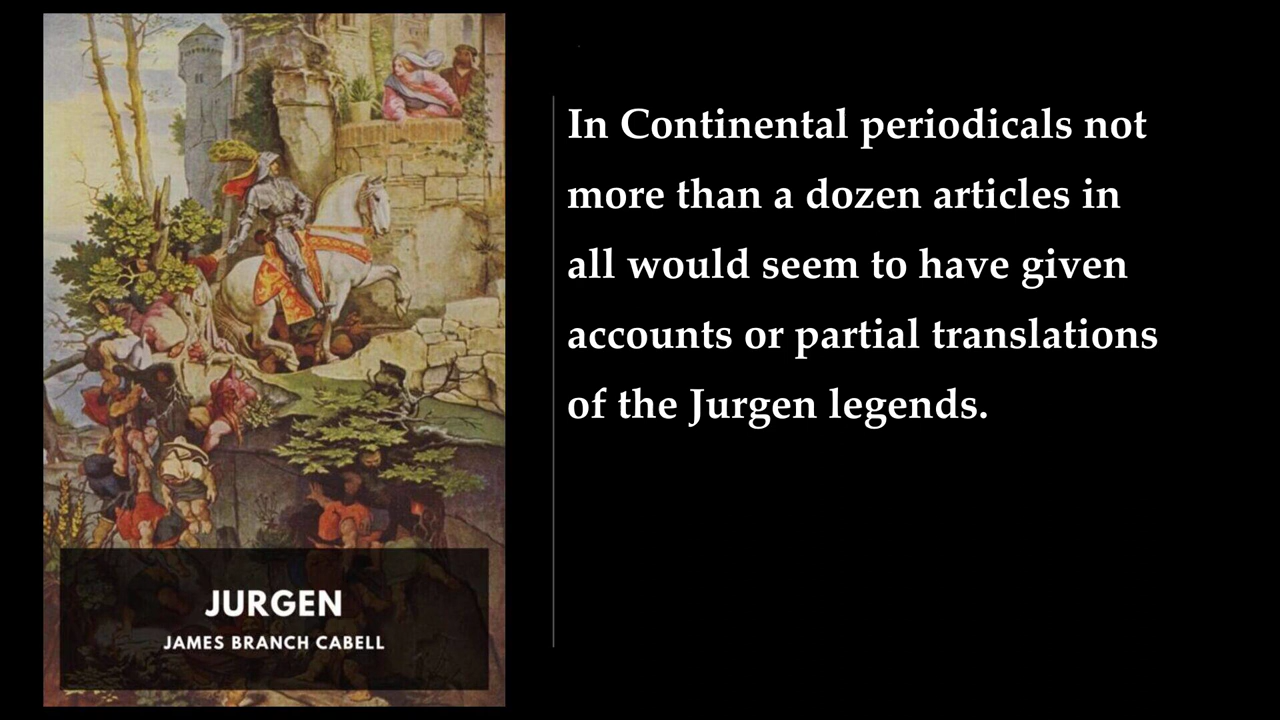 In Continental periodicals not
more than a dozen articles in
all would seem to have given
accounts or partial translations
of the Jurgen legends.
JURGEN
JAMES BRANCH CABELL